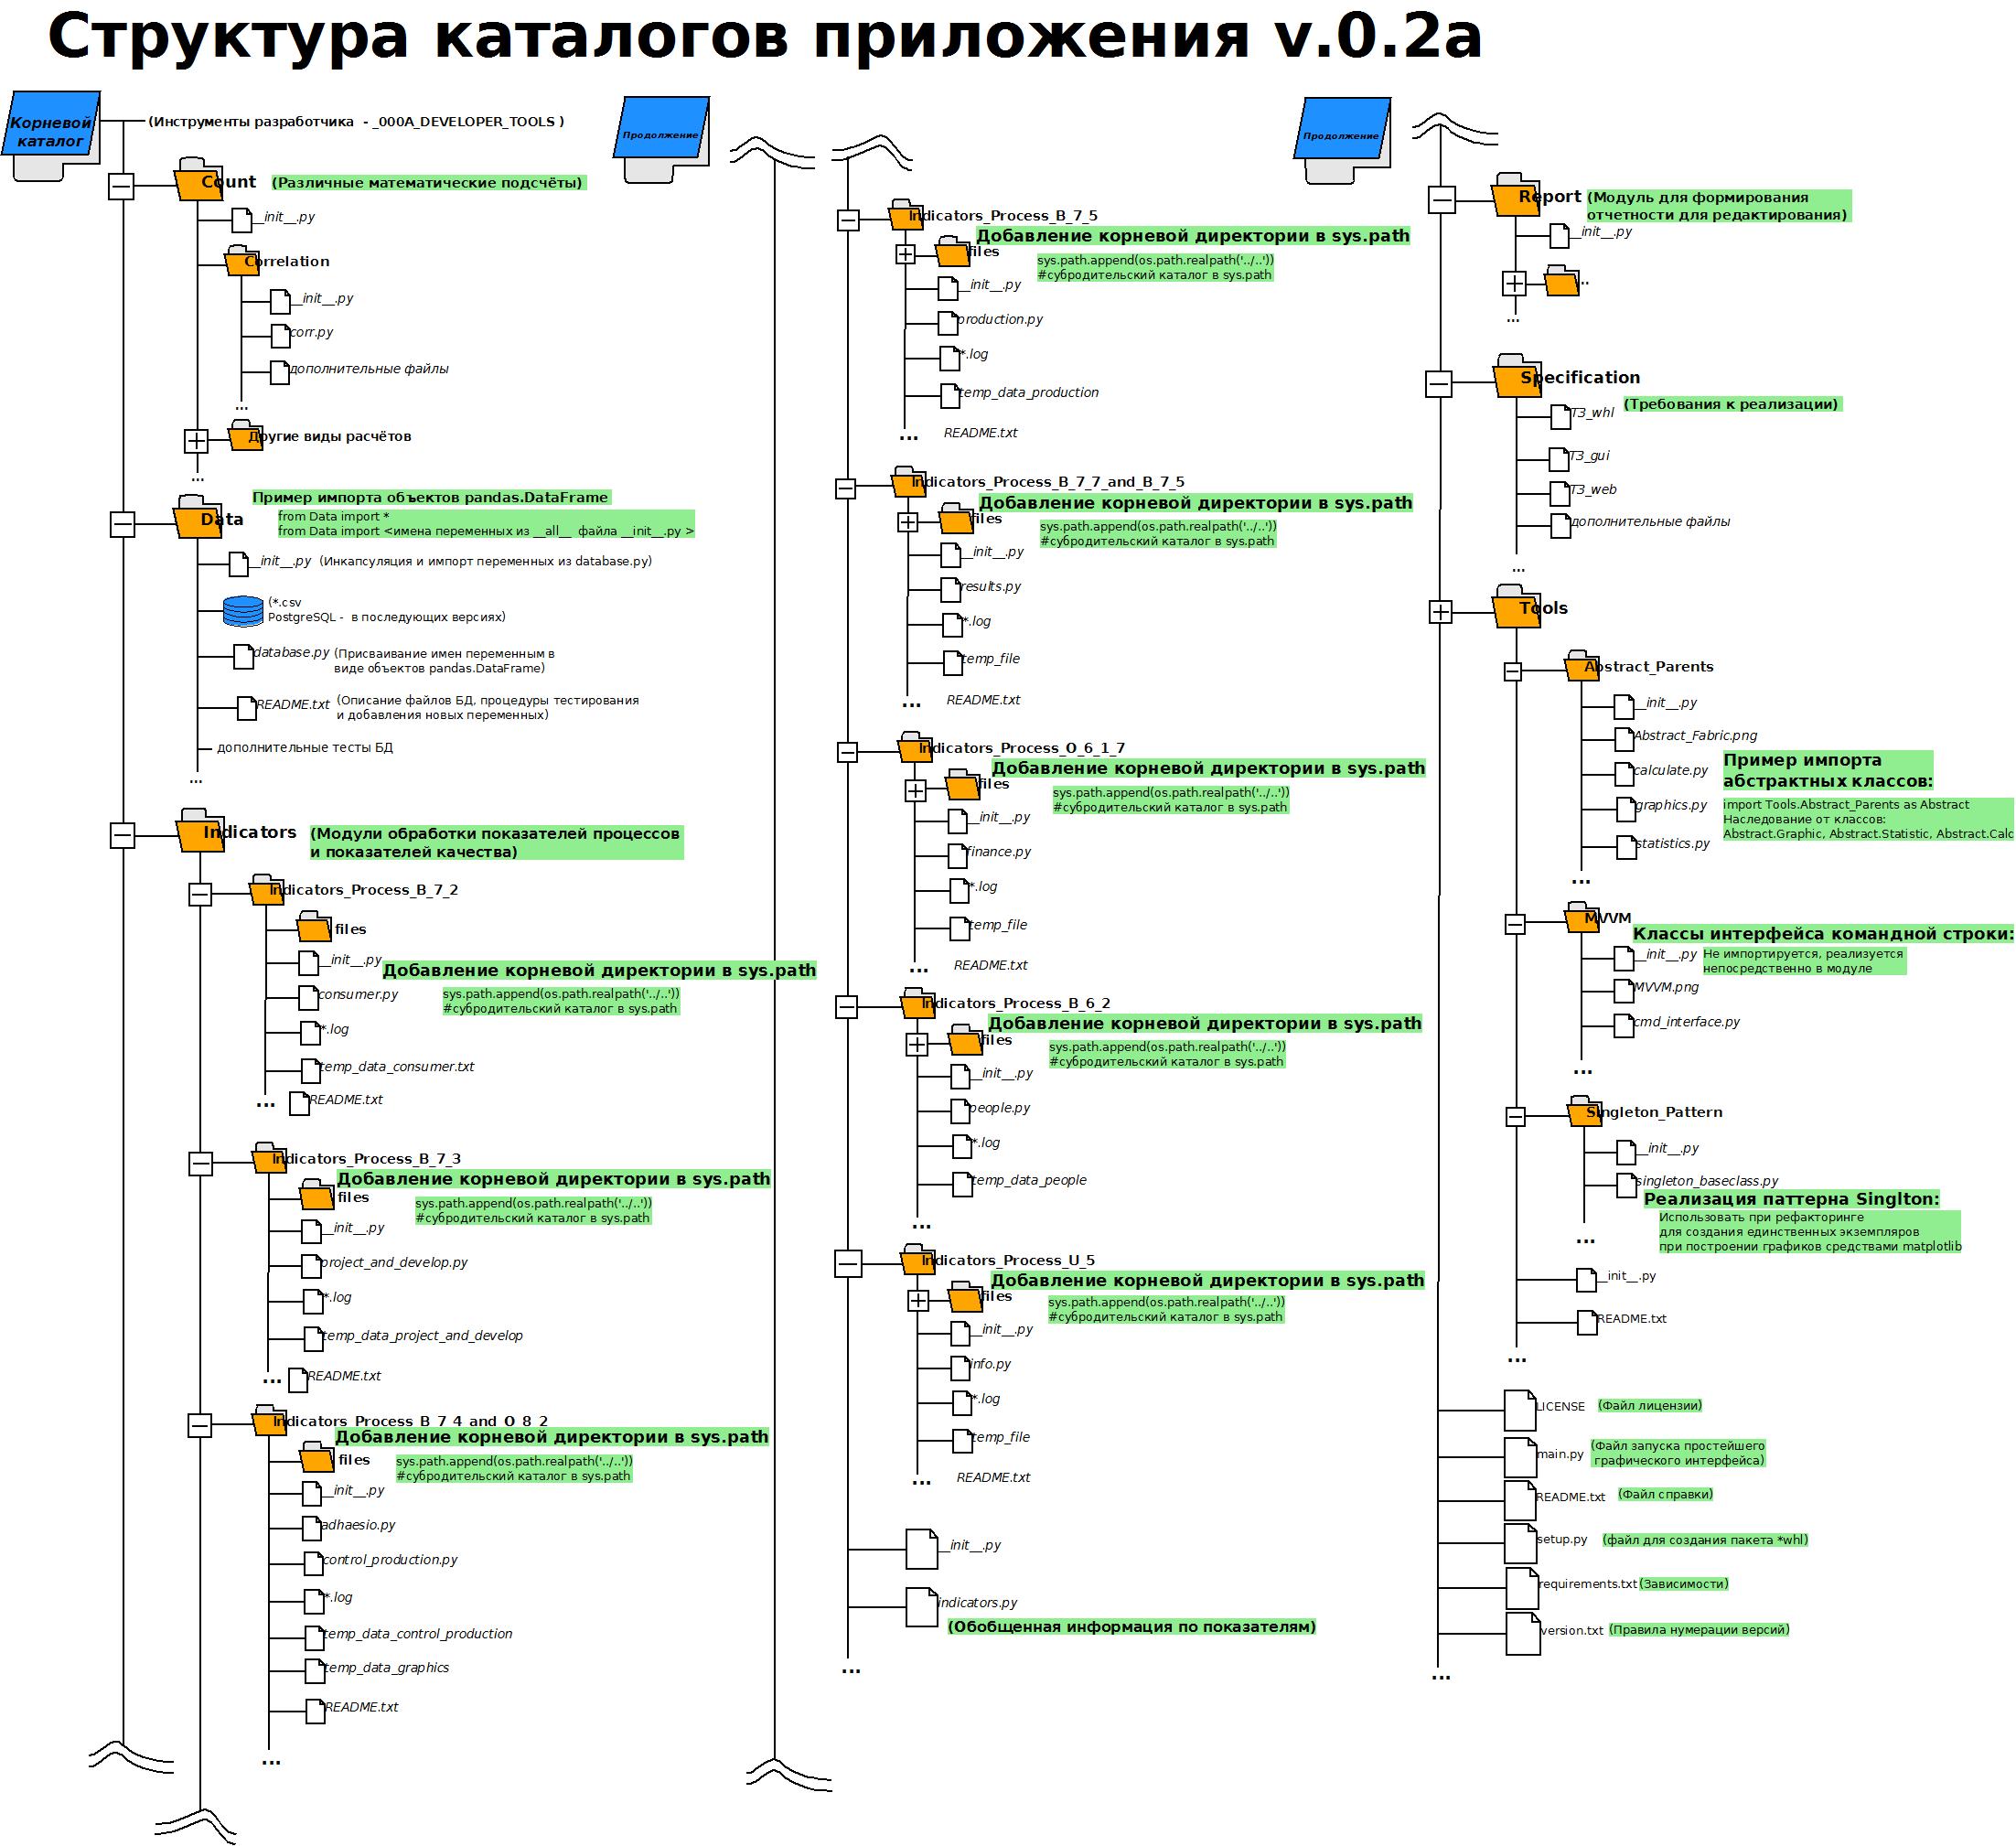 Структура каталогов приложения v.0.2a
Корневой
каталог
(Инструменты разработчика - _000A_DEVELOPER_TOOLS )
Count (Различные математические подсчёты)
__init__.py
Correlation
__init__.py
corr.py
дополнительные файлы
...
Другие виды расчётов
...
Пример импорта объектов pandas.DataFrame
Data
from Data import *
from Data import <имена переменных из __all__ файла __init__.py >
__init__.py (Инкапсуляция и импорт переменных из database.py)
(*.csv
PostgreSQL - в последующих версиях)
database.py (Присваивание имен переменным в
виде объектов pandas.DataFrame)
README.txt (Описание файлов БД, процедуры тестирования
и добавления новых переменных)
дополнительные тесты БД
...
Indicators (Модули обработки показателей процессов
и показателей качества)
Indicators_Process_B_7_2
files
__init__.py
Добавление корневой директории в sys.path
consumer.py
sys.path.append(os.path.realpath('../..'))
#субродительский каталог в sys.path
*.log
temp_data_consumer.txt
... README.txt
Indicators_Process_B_7_3
Добавление корневой директории в sys.path
files
sys.path.append(os.path.realpath('../..'))
#субродительский каталог в sys.path
__init__.py
project_and_develop.py
*.log
temp_data_project_and_develop
... README.txt
Indicators_Process_B_7_4_and_O_8_2
Добавление корневой директории в sys.path
files
sys.path.append(os.path.realpath('../..'))
#субродительский каталог в sys.path
__init__.py
adhaesio.py
control_production.py
*.log
temp_data_control_production
temp_data_graphics
README.txt
...
Продолжение
Indicators_Process_B_7_5
Добавление корневой директории в sys.path
files
sys.path.append(os.path.realpath('../..'))
#субродительский каталог в sys.path
__init__.py
production.py
*.log
temp_data_production
... README.txt
Indicators_Process_B_7_7_and_B_7_5
Добавление корневой директории в sys.path
files
sys.path.append(os.path.realpath('../..'))
#субродительский каталог в sys.path
__init__.py
results.py
*.log
temp_file
... README.txt
Indicators_Process_O_6_1_7
Добавление корневой директории в sys.path
files
sys.path.append(os.path.realpath('../..'))
#субродительский каталог в sys.path
__init__.py
finance.py
*.log
temp_file
... README.txt
Indicators_Process_B_6_2
Добавление корневой директории в sys.path
files
sys.path.append(os.path.realpath('../..'))
#субродительский каталог в sys.path
__init__.py
people.py
*.log
temp_data_people
...
Indicators_Process_U_5
Добавление корневой директории в sys.path
files
sys.path.append(os.path.realpath('../..'))
#субродительский каталог в sys.path
__init__.py
info.py
*.log
temp_file
... README.txt
__init__.py
indicators.py
(Обобщенная информация по показателям)
...
Продолжение
Report (Модуль для формирования
отчетности для редактирования)
__init__.py
..
...
Specification
(Требования к реализации)
ТЗ_whl
ТЗ_gui
ТЗ_web
дополнительные файлы
...
Tools
Abstract_Parents
__init__.py
Abstract_Fabric.png
Пример импорта
абстрактных классов:
calculate.py
graphics.py
import Tools.Abstract_Parents as Abstract
Наследование от классов:
Abstract.Graphic, Abstract.Statistic, Abstract.Calc
statistics.py
...
MVVM
Классы интерфейса командной строки:
__init__.py
Не импортируется, реализуется
непосредственно в модуле
MVVM.png
cmd_interface.py
...
Singleton_Pattern
__init__.py
singleton_baseclass.py
Реализация паттерна Singlton:
Использовать при рефакторинге
для создания единственных экземпляров
при построении графиков средствами matplotlib
...
__init__.py
README.txt
...
LICENSE (Файл лицензии)
main.py (Файл запуска простейшего
графического интерфейса)
README.txt (Файл справки)
setup.py (файл для создания пакета *whl)
requirements.txt (Зависимости)
version.txt (Правила нумерации версий)
...